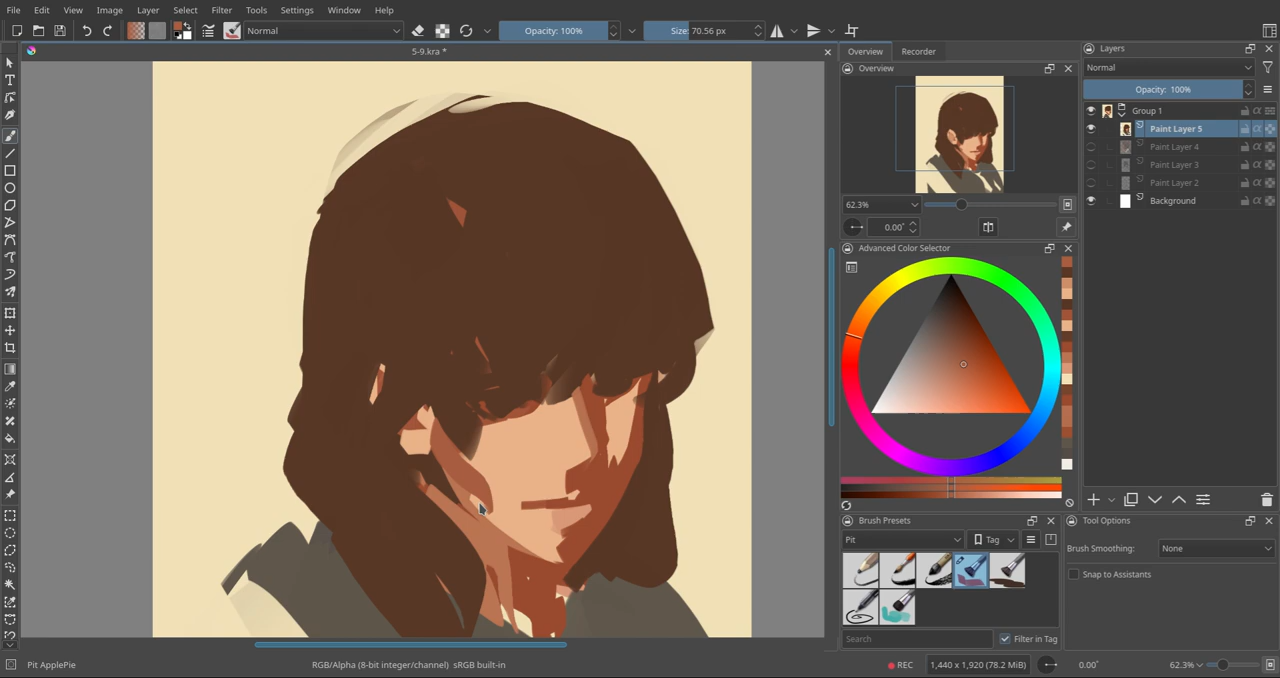 File Edit View Image Layer Select Filter Tools Settings Window Help
Normal Opacity: 100% Size: 70.56 px
5-9.kra *
Overview Recorder
Overview
62.3%
0.00°
Advanced Color Selector
Brush Presets
Pit Tag
Search Filter in Tag
Layers
Normal
Opacity: 100%
Group 1
Paint Layer 5
Paint Layer 4
Paint Layer 3
Paint Layer 2
Background
Tool Options
Brush Smoothing: None
Snap to Assistants
Pit ApplePie RGB/Alpha (8-bit integer/channel) sRGB built-in REC 1,440 x 1,920 (78.2 MiB) 0.00° 62.3%